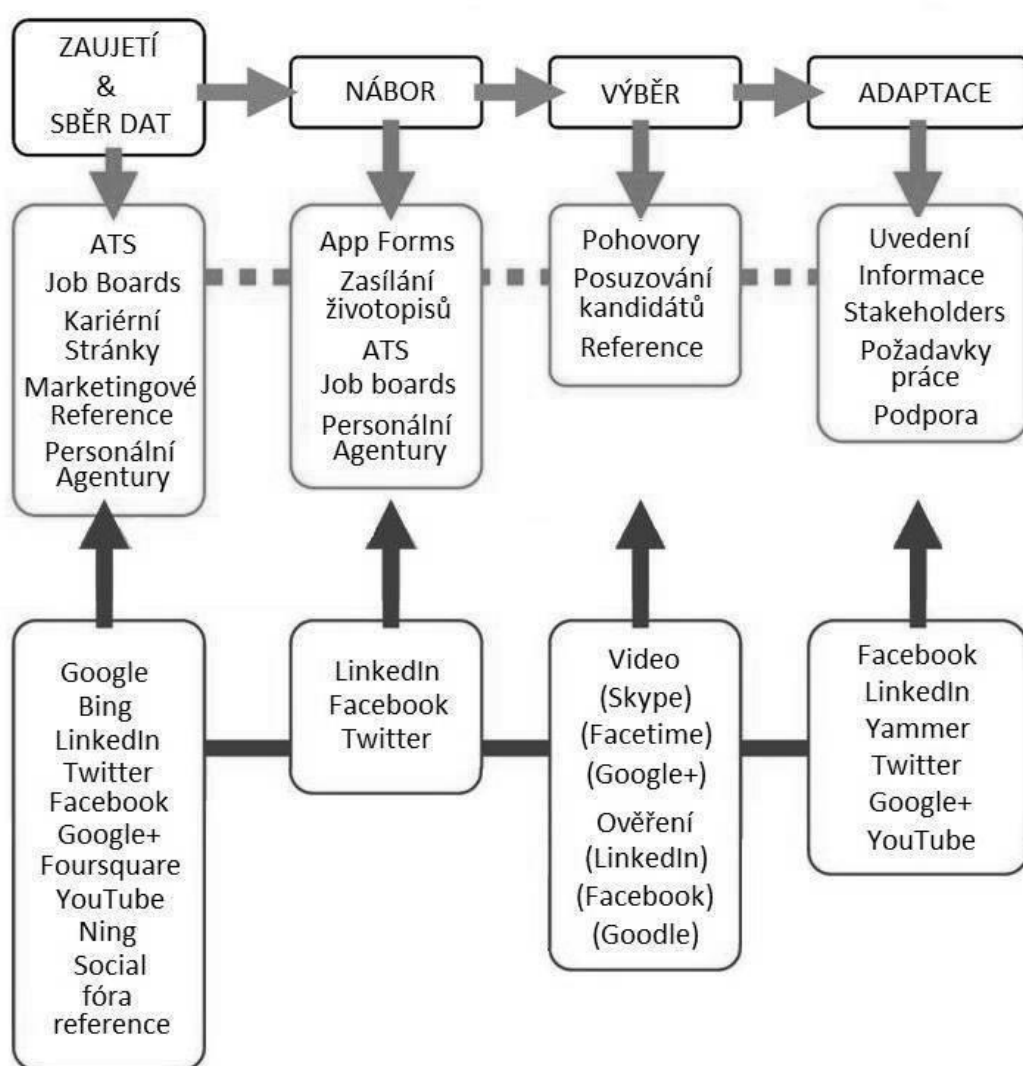 ZAUJETÍ
&
SBĚR DAT
NÁBOR
VÝBĚR
ADAPTACE
ATS
Job Boards
Kariérní
Stránky
Marketingové
Reference
Personální
Agentury
App Forms
Zasílání
životopisů
ATS
Job boards
Personální
Agentury
Pohovory
Posuzování
kandidátů
Reference
Uvedení
Informace
Stakeholders
Požadavky
práce
Podpora
Google
Bing
LinkedIn
Twitter
Facebook
Google+
Foursquare
YouTube
Ning
Social
fóra
reference
LinkedIn
Facebook
Twitter
Video
(Skype)
(Facetime)
(Google+)
Ověření
(LinkedIn)
(Facebook)
(Goodle)
Facebook
LinkedIn
Yammer
Twitter
Google+
YouTube